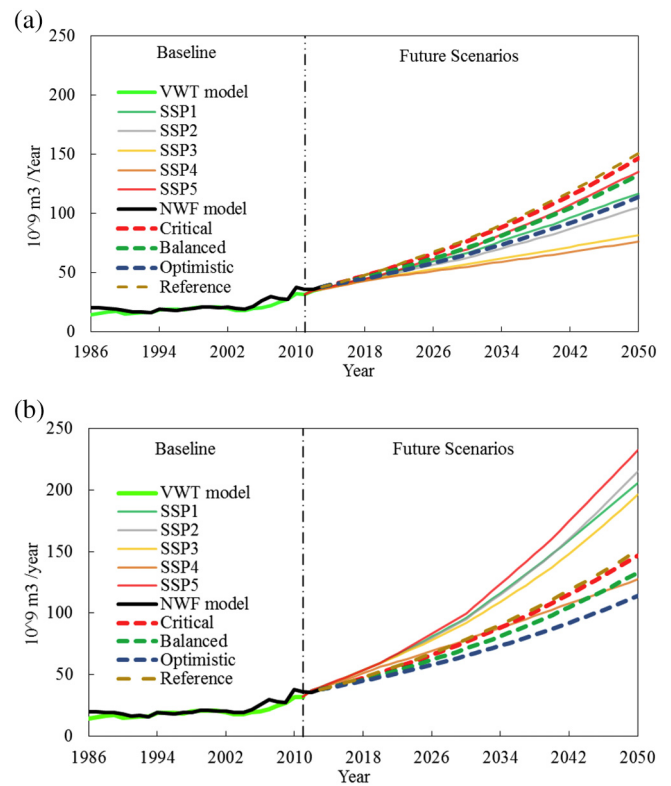 (a)
250
200
150
100
50
0
10^9 m3 /Year
Baseline
Future Scenarios
VWT model
SSP1
SSP2
SSP3
SSP4
SSP5
NWF model
Critical
Balanced
Optimistic
Reference
1986 1994 2002 2010 2018 2026 2034 2042 2050
Year
(b)
250
200
150
100
50
0
10^9 m3 /year
Baseline
Future Scenarios
VWT model
SSP1
SSP2
SSP3
SSP4
SSP5
NWF model
Critical
Balanced
Optimistic
Reference
1986 1994 2002 2010 2018 2026 2034 2042 2050
Year